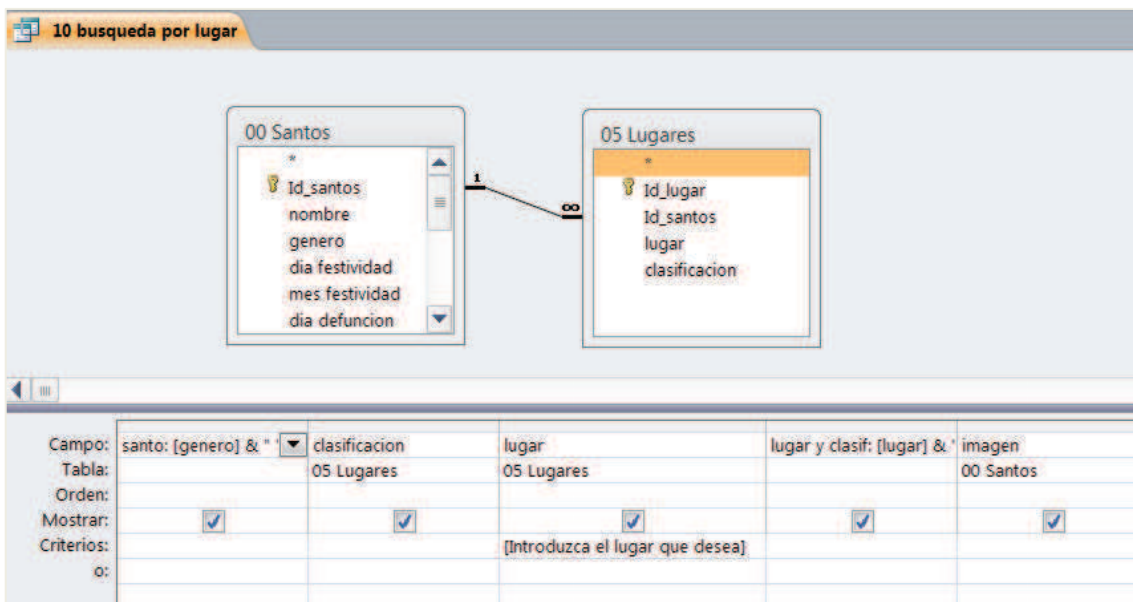 10 busqueda por lugar
00 Santos
*
Id_santos
nombre
genero
dia festividad
mes festividad
dia defuncion
1
∞
05 Lugares
*
Id_lugar
Id_santos
lugar
clasificacion
Campo: santo: [genero] & " ' clasificacion lugar lugar y clasif: [lugar] & ' imagen
Tabla: 05 Lugares 05 Lugares 00 Santos
Orden:
Mostrar:
Criterios: [Introduzca el lugar que desea]
o: